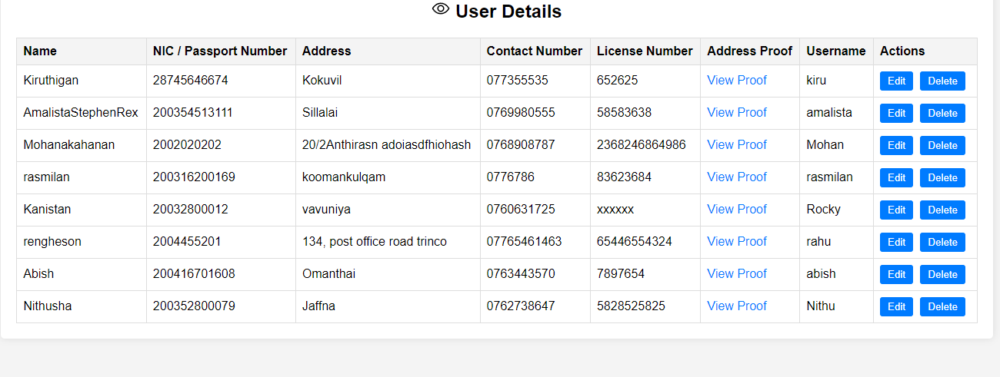 User Details
Name NIC / Passport Number Address Contact Number License Number Address Proof Username Actions
Kiruthigan 28745646674 Kokuvil 077355535 652625 View Proof kiru Edit Delete
AmalistaStephenRex 200354513111 Sillalai 0769980555 58583638 View Proof amalista Edit Delete
Mohanakahanan 2002020202 20/2Anthirasn adoiasdfhiohash 0768908787 2368246864986 View Proof Mohan Edit Delete
rasmilan 200316200169 koomankulqam 0776786 83623684 View Proof rasmilan Edit Delete
Kanistan 20032800012 vavuniya 0760631725 xxxxxx View Proof Rocky Edit Delete
rengheson 2004455201 134, post office road trinco 07765461463 65446554324 View Proof rahu Edit Delete
Abish 200416701608 Omanthai 0763443570 7897654 View Proof abish Edit Delete
Nithusha 200352800079 Jaffna 0762738647 5828525825 View Proof Nithu Edit Delete